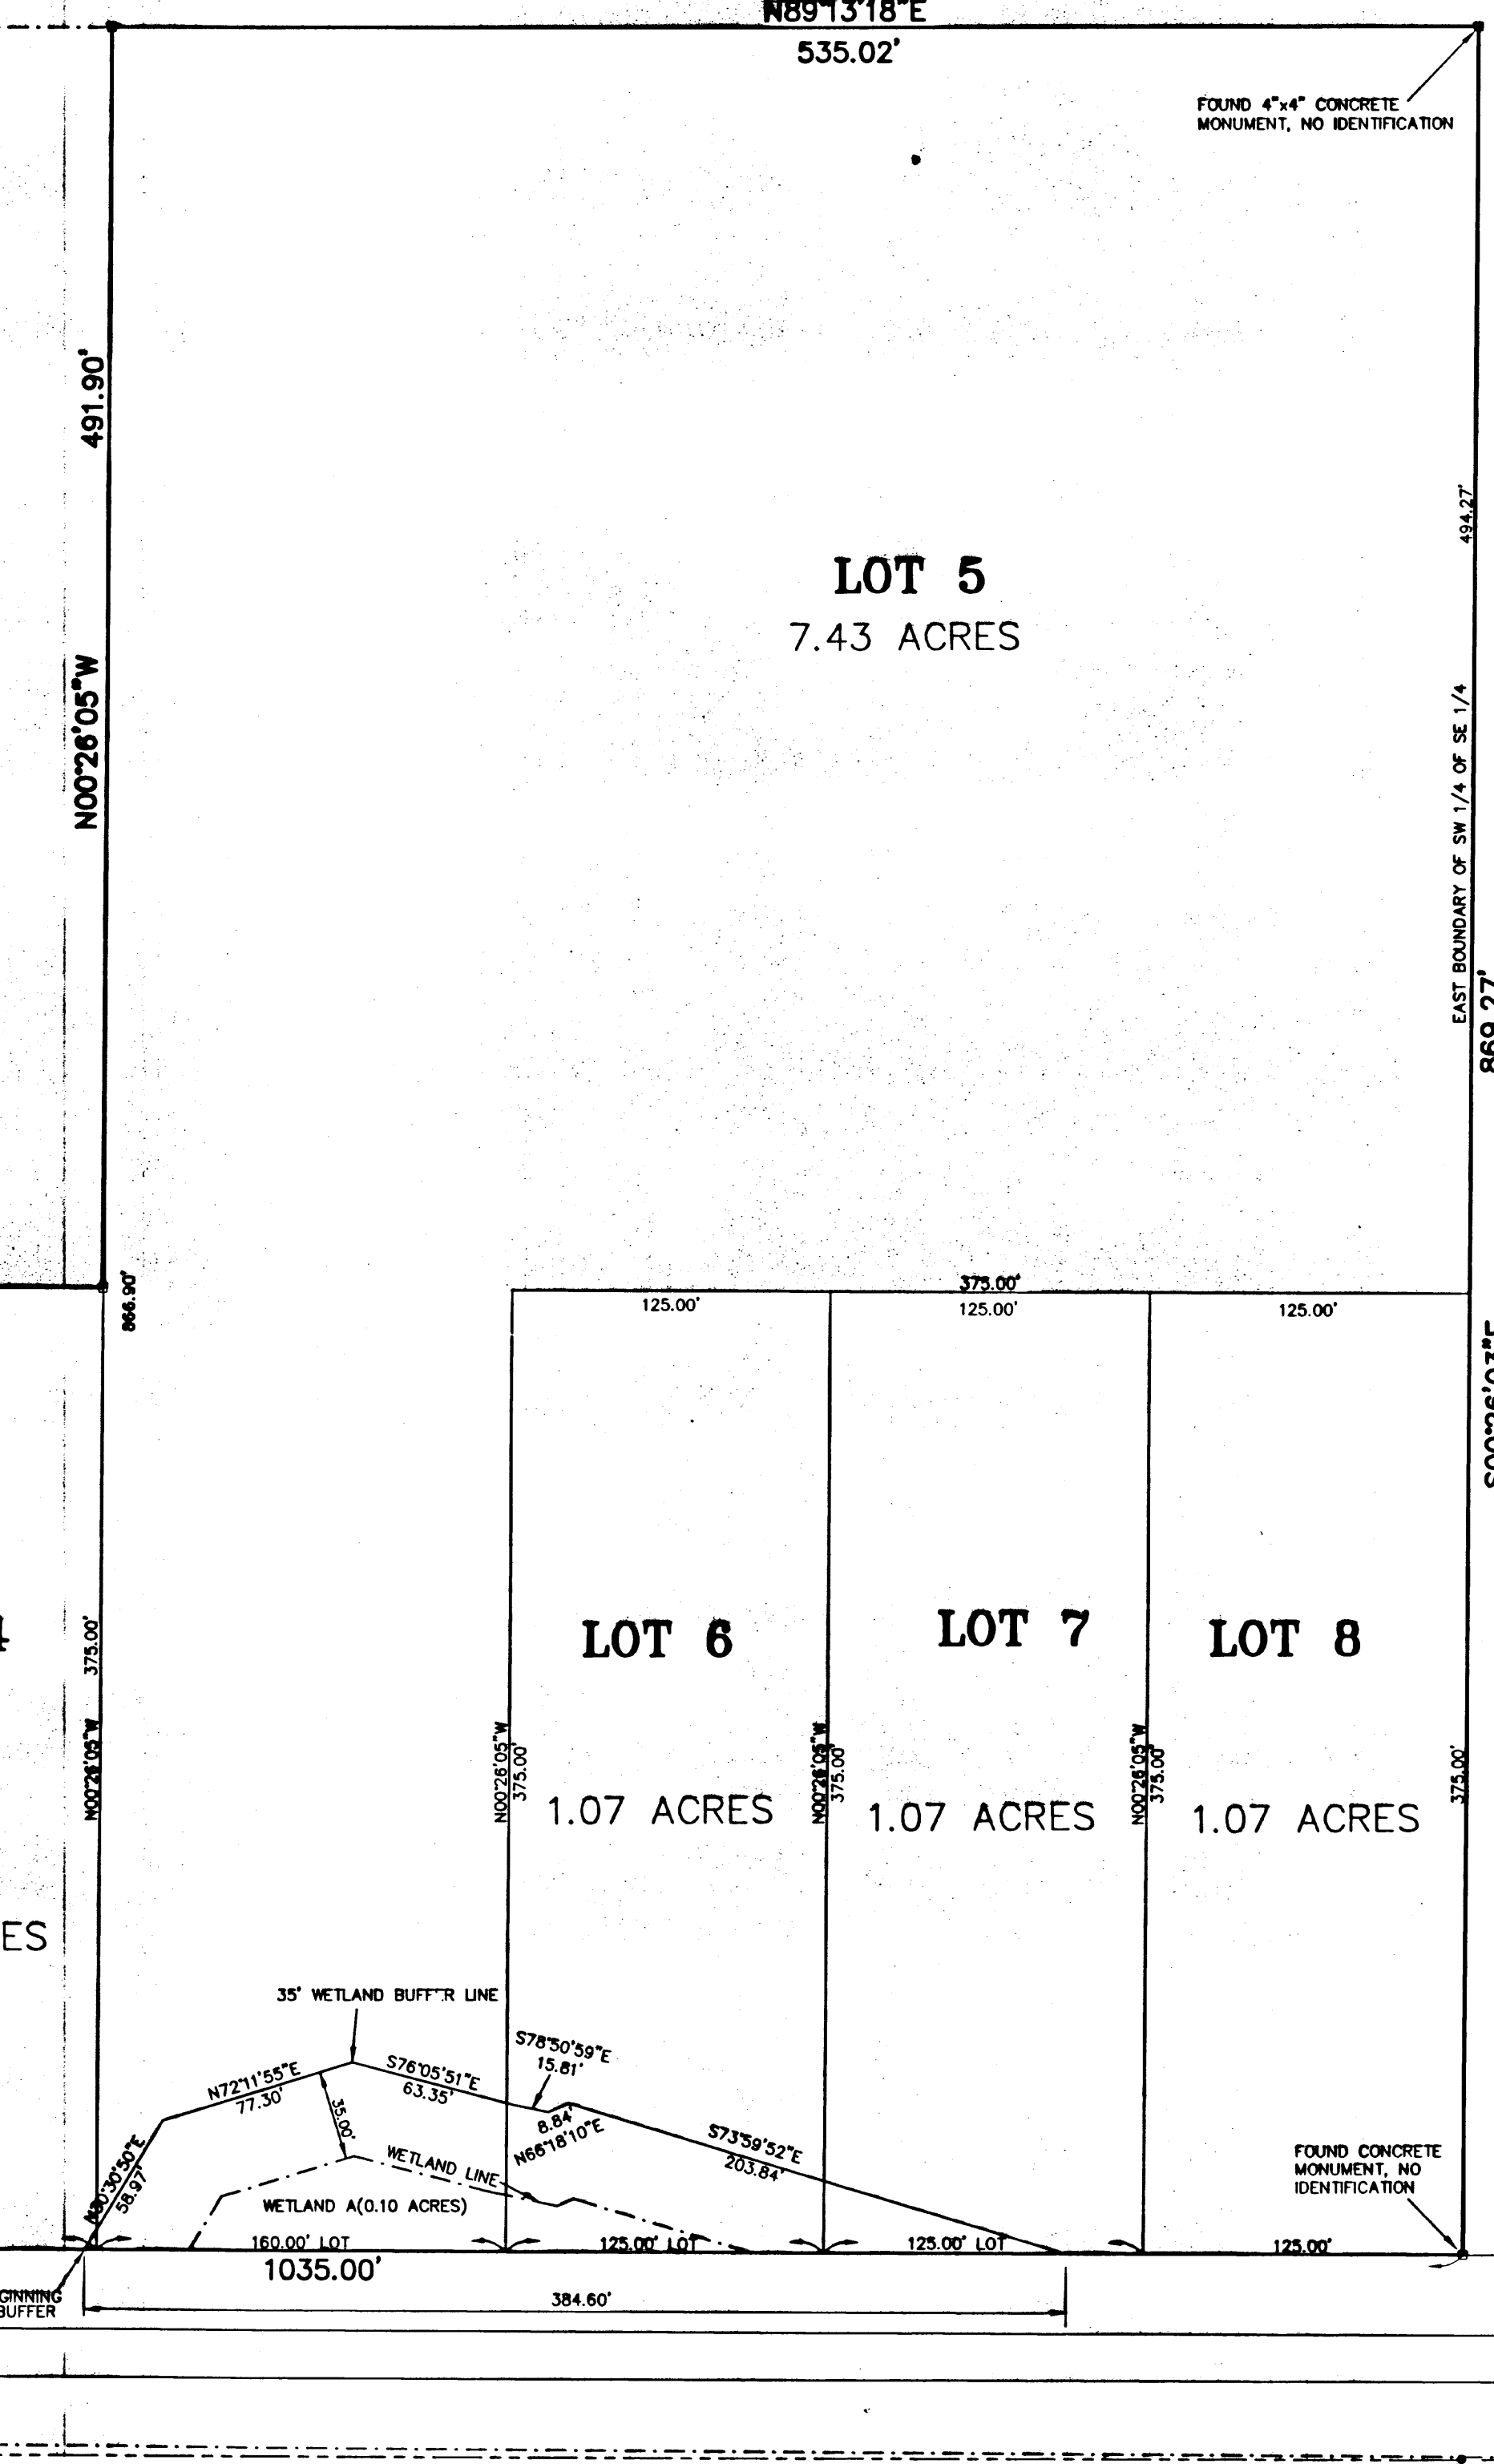 N89°13'18"E
535.02'
FOUND 4"x4" CONCRETE
MONUMENT, NO IDENTIFICATION
491.90'
N00°26'05"W
494.27'
LOT 5
7.43 ACRES
EAST BOUNDARY OF SW 1/4 OF SE 1/4
869.27'
866.90'
375.00'
125.00'
125.00'
125.00'
S00°26'03"E
375.00'
N00°26'05"W
LOT 6
LOT 7
LOT 8
N00°26'05"W
375.00'
N00°26'05"W
375.00'
N00°26'05"W
375.00'
375.00'
1.07 ACRES
1.07 ACRES
1.07 ACRES
ES
35' WETLAND BUFFER LINE
S78°50'59"E
15.81'
N72°11'55"E
77.30'
S76°05'51"E
63.35'
35.00'
8.84'
N66°18'10"E
S73°59'52"E
203.84'
58.97'
WETLAND LINE
WETLAND A(0.10 ACRES)
FOUND CONCRETE
MONUMENT, NO
IDENTIFICATION
160.00' LOT
125.00' LOT
125.00' LOT
125.00'
1035.00'
384.60'
GINNING
BUFFER